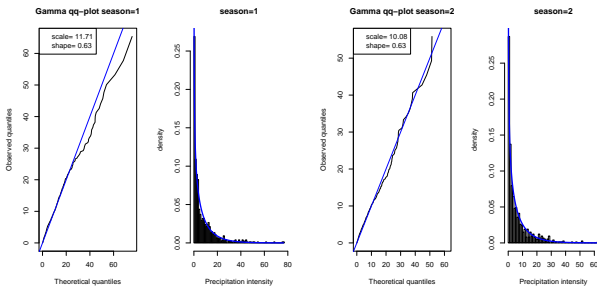 Gamma qq-plot season=1
scale= 11.71
shape= 0.63
Observed quantiles
60
50
40
30
20
10
0
0 20 40 60
Theoretical quantiles
season=1
density
0.25
0.20
0.15
0.10
0.05
0.00
0 20 40 60 80
Precipitation intensity
Gamma qq-plot season=2
scale= 10.08
shape= 0.63
Observed quantiles
50
40
30
20
10
0
0 10 20 30 40 50 60
Theoretical quantiles
season=2
density
0.25
0.20
0.15
0.10
0.05
0.00
0 10 20 30 40 50 60
Precipitation intensity